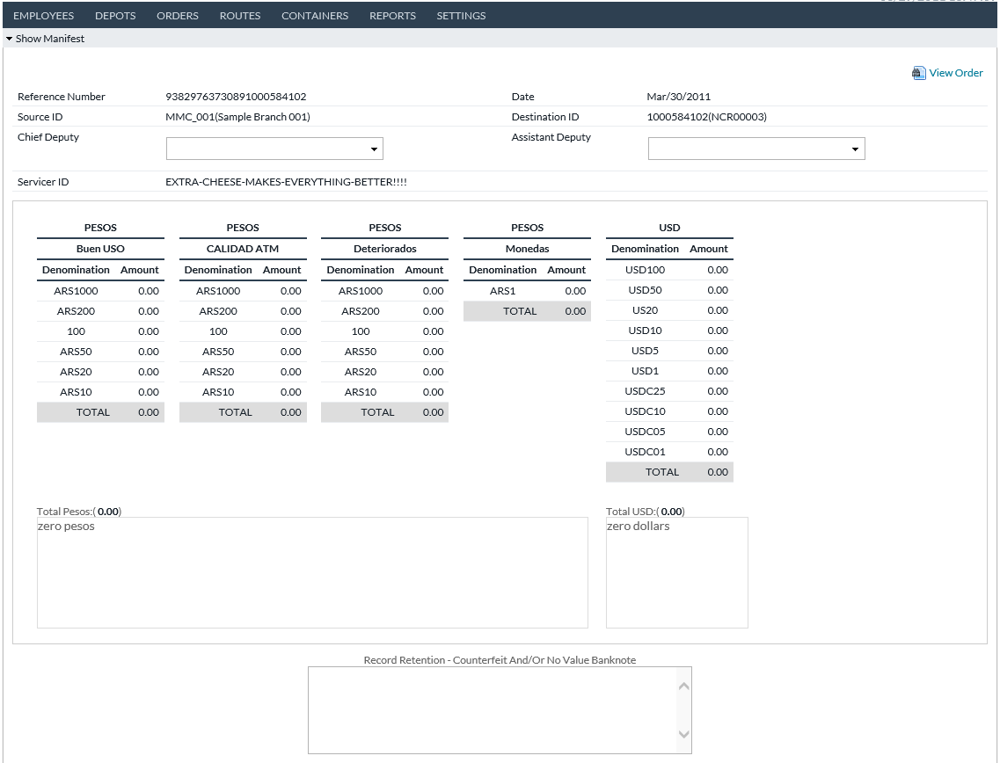 EMPLOYEES DEPOTS ORDERS ROUTES CONTAINERS REPORTS SETTINGS
Show Manifest
View Order
Reference Number 93829763730891000584102 Date Mar/30/2011
Source ID MMC_001(Sample Branch 001) Destination ID 1000584102(NCR00003)
Chief Deputy Assistant Deputy
Servicer ID EXTRA-CHEESE-MAKES-EVERYTHING-BETTER!!!!
PESOS PESOS PESOS PESOS USD
Buen USO CALIDAD ATM Deteriorados Monedas Denomination Amount
Denomination Amount Denomination Amount Denomination Amount Denomination Amount USD100 0.00
ARS1000 0.00 ARS1000 0.00 ARS1000 0.00 ARS1 0.00 USD50 0.00
ARS200 0.00 ARS200 0.00 ARS200 0.00 TOTAL 0.00 US20 0.00
100 0.00 100 0.00 100 0.00 USD10 0.00
ARS50 0.00 ARS50 0.00 ARS50 0.00 USD5 0.00
ARS20 0.00 ARS20 0.00 ARS20 0.00 USD1 0.00
ARS10 0.00 ARS10 0.00 ARS10 0.00 USDC25 0.00
TOTAL 0.00 TOTAL 0.00 TOTAL 0.00 USDC10 0.00
USDC05 0.00
USDC01 0.00
TOTAL 0.00
Total Pesos:( 0.00) Total USD:( 0.00)
zero pesos zero dollars
Record Retention - Counterfeit And/Or No Value Banknote